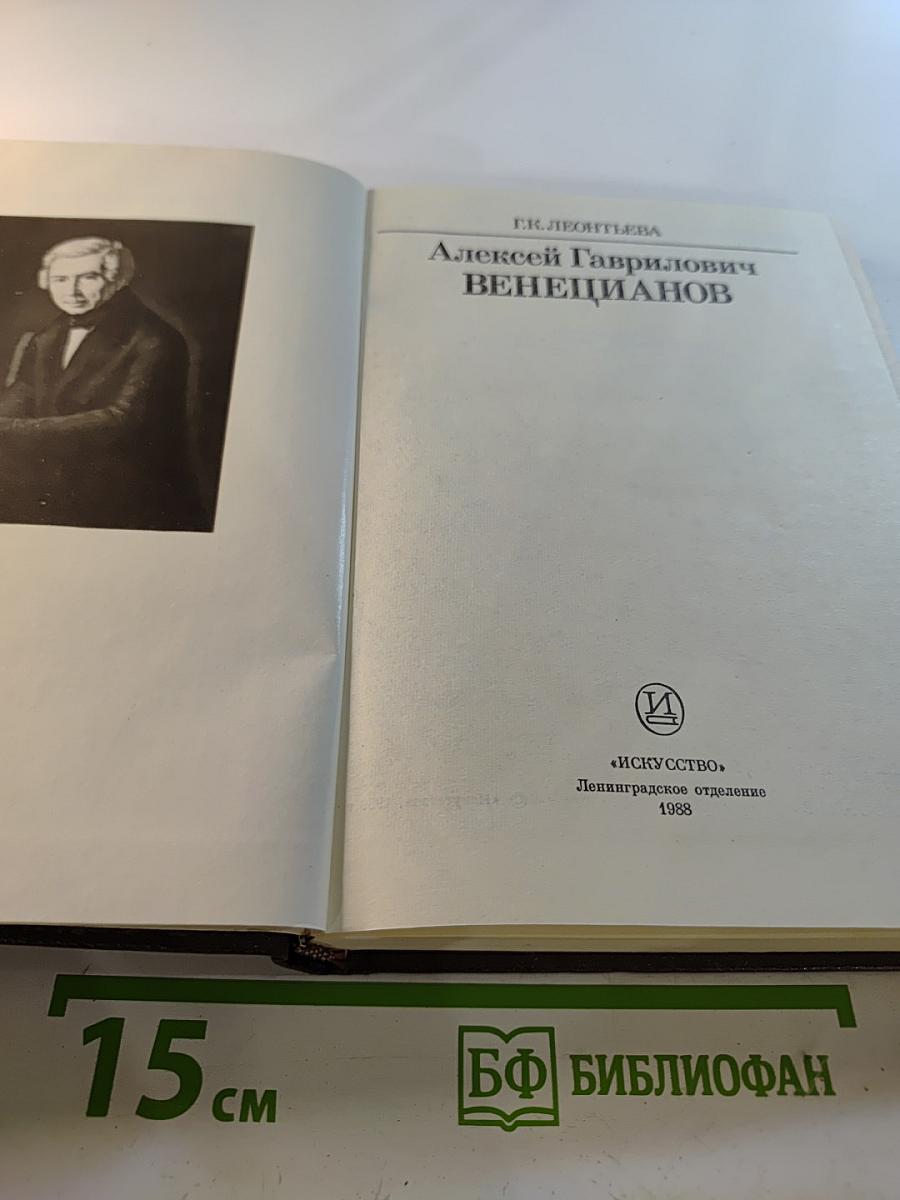 Г.К. ЛЕОНТЬЕВА
Алексей Гаврилович
ВЕНЕЦИАНОВ
И
«ИСКУССТВО»
Ленинградское отделение
1988
15 см
БФ БИБЛИОФАН